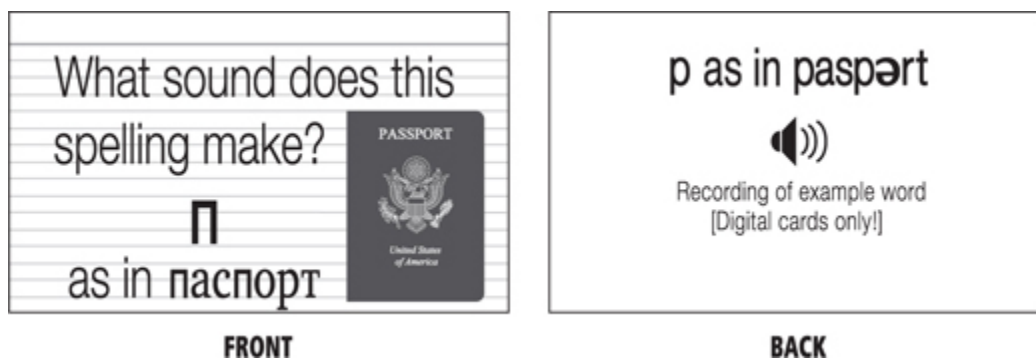 What sound does this
spelling make?
PASSPORT
United States
of America
п
as in паспорт
FRONT
p as in paspərt
Recording of example word
[Digital cards only!]
BACK